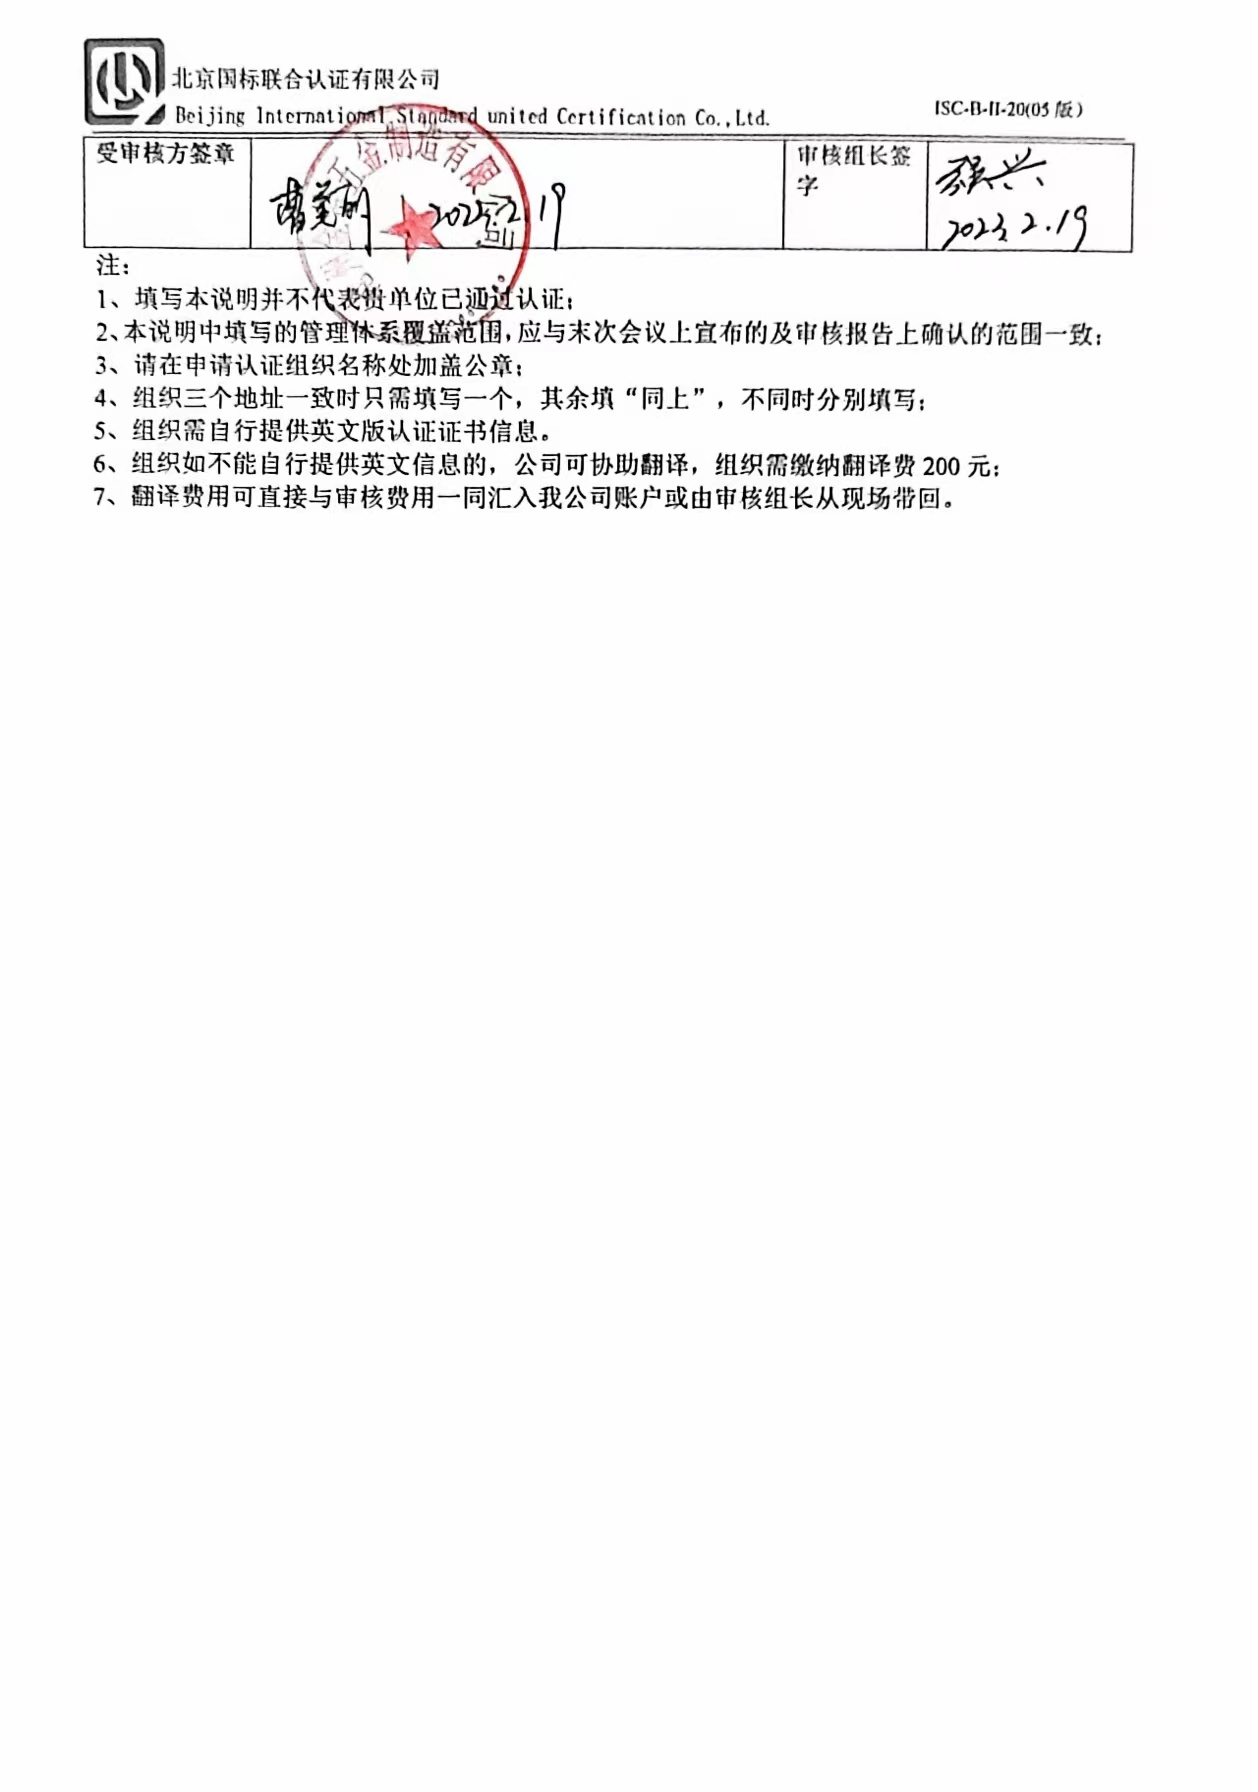 北京国标联合认证有限公司
Beijing International Standard united Certification Co.,Ltd.
ISC-B-II-20(05版)
受审核方签章
五金制造有限公司
19
审核组长签
字
2023.2.19
注：
1、填写本说明并不代表贵单位已通过认证；
2、本说明中填写的管理体系覆盖范围，应与末次会议上宣布的及审核报告上确认的范围一致；
3、请在申请认证组织名称处加盖公章；
4、组织三个地址一致时只需填写一个，其余填“同上”，不同时分别填写；
5、组织需自行提供英文版认证证书信息。
6、组织如不能自行提供英文信息的，公司可协助翻译，组织需缴纳翻译费 200 元；
7、翻译费用可直接与审核费用一同汇入我公司账户或由审核组长从现场带回。